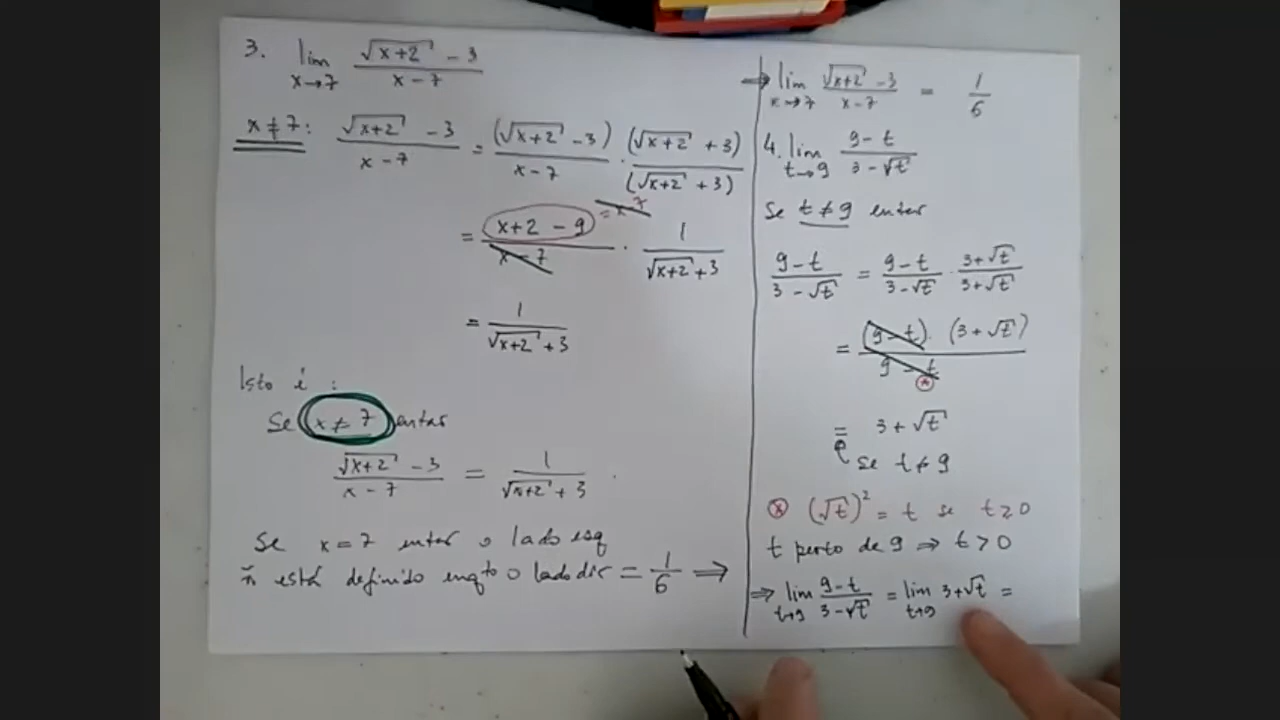 3. lim x→7 (√(x+2) - 3)/(x - 7)
x ≠ 7: (√(x+2) - 3)/(x - 7) = (√(x+2) - 3)/(x - 7) · (√(x+2) + 3)/(√(x+2) + 3)
= (x+2 - 9)/(x - 7) · 1/(√(x+2) + 3) = x - 7
= 1/(√(x+2) + 3)
Isto é :
Se x ≠ 7 entao
(√(x+2) - 3)/(x - 7) = 1/(√(x+2) + 3) .
Se x = 7 entao o lado esq
ñ está definido enqto o lado dir = 1/6 ⟹
⟹ lim x→7 (√(x+2) - 3)/(x - 7) = 1/6
4. lim t→9 (9 - t)/(3 - √t)
Se t ≠ 9 entao
(9 - t)/(3 - √t) = (9 - t)/(3 - √t) · (3 + √t)/(3 + √t)
= (9 - t) · (3 + √t)/(9 - t) ⊛
= 3 + √t
se t ≠ 9
⊛ (√t)² = t se t ≥ 0
t perto de 9 ⟹ t > 0
⟹ lim t→9 (9 - t)/(3 - √t) = lim t→9 3 + √t =